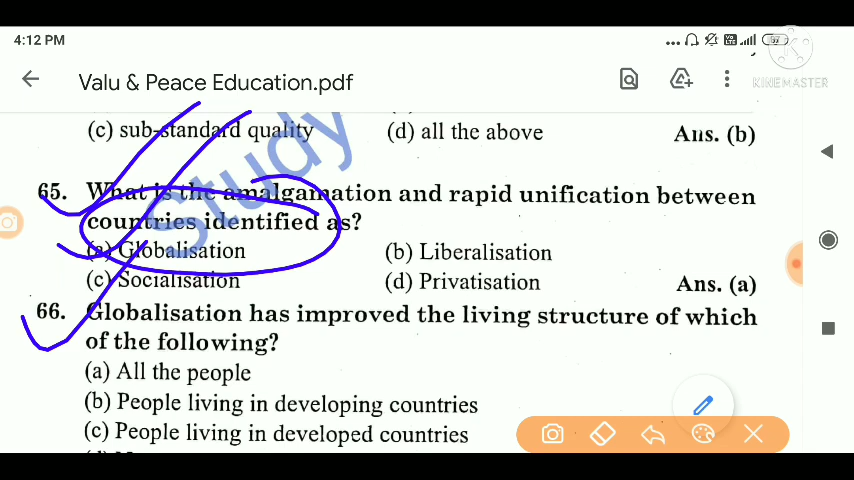 4:12 PM
KINEMASTER
Valu & Peace Education.pdf
(c) sub-standard quality (d) all the above Ans. (b)
Study
65. What is the amalgamation and rapid unification between
countries identified as?
(a) Globalisation (b) Liberalisation
(c) Socialisation (d) Privatisation Ans. (a)
66. Globalisation has improved the living structure of which
of the following?
(a) All the people
(b) People living in developing countries
(c) People living in developed countries